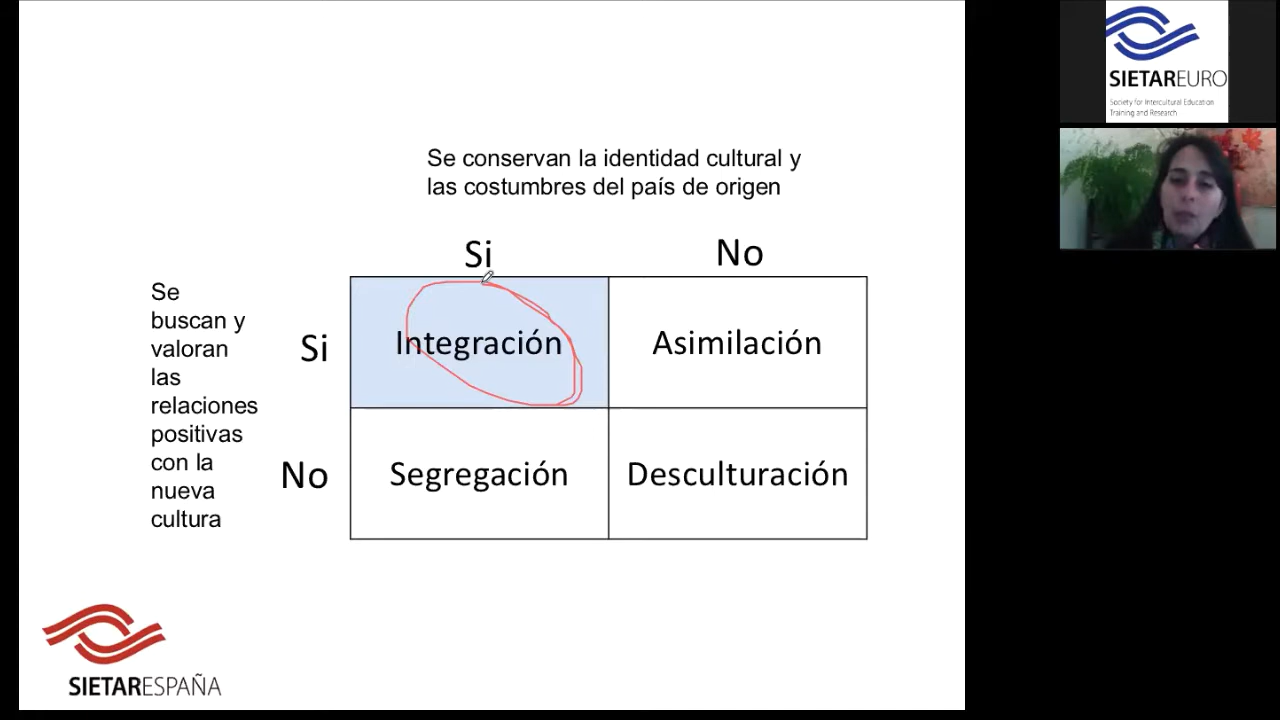 Se conservan la identidad cultural y
las costumbres del país de origen
Si
No
Se
buscan y
valoran
las
relaciones
positivas
con la
nueva
cultura
Si
Integración
Asimilación
No
Segregación
Desculturación
SIETARESPAÑA
SIETAREURO
Society for Intercultural Education
Training and Research